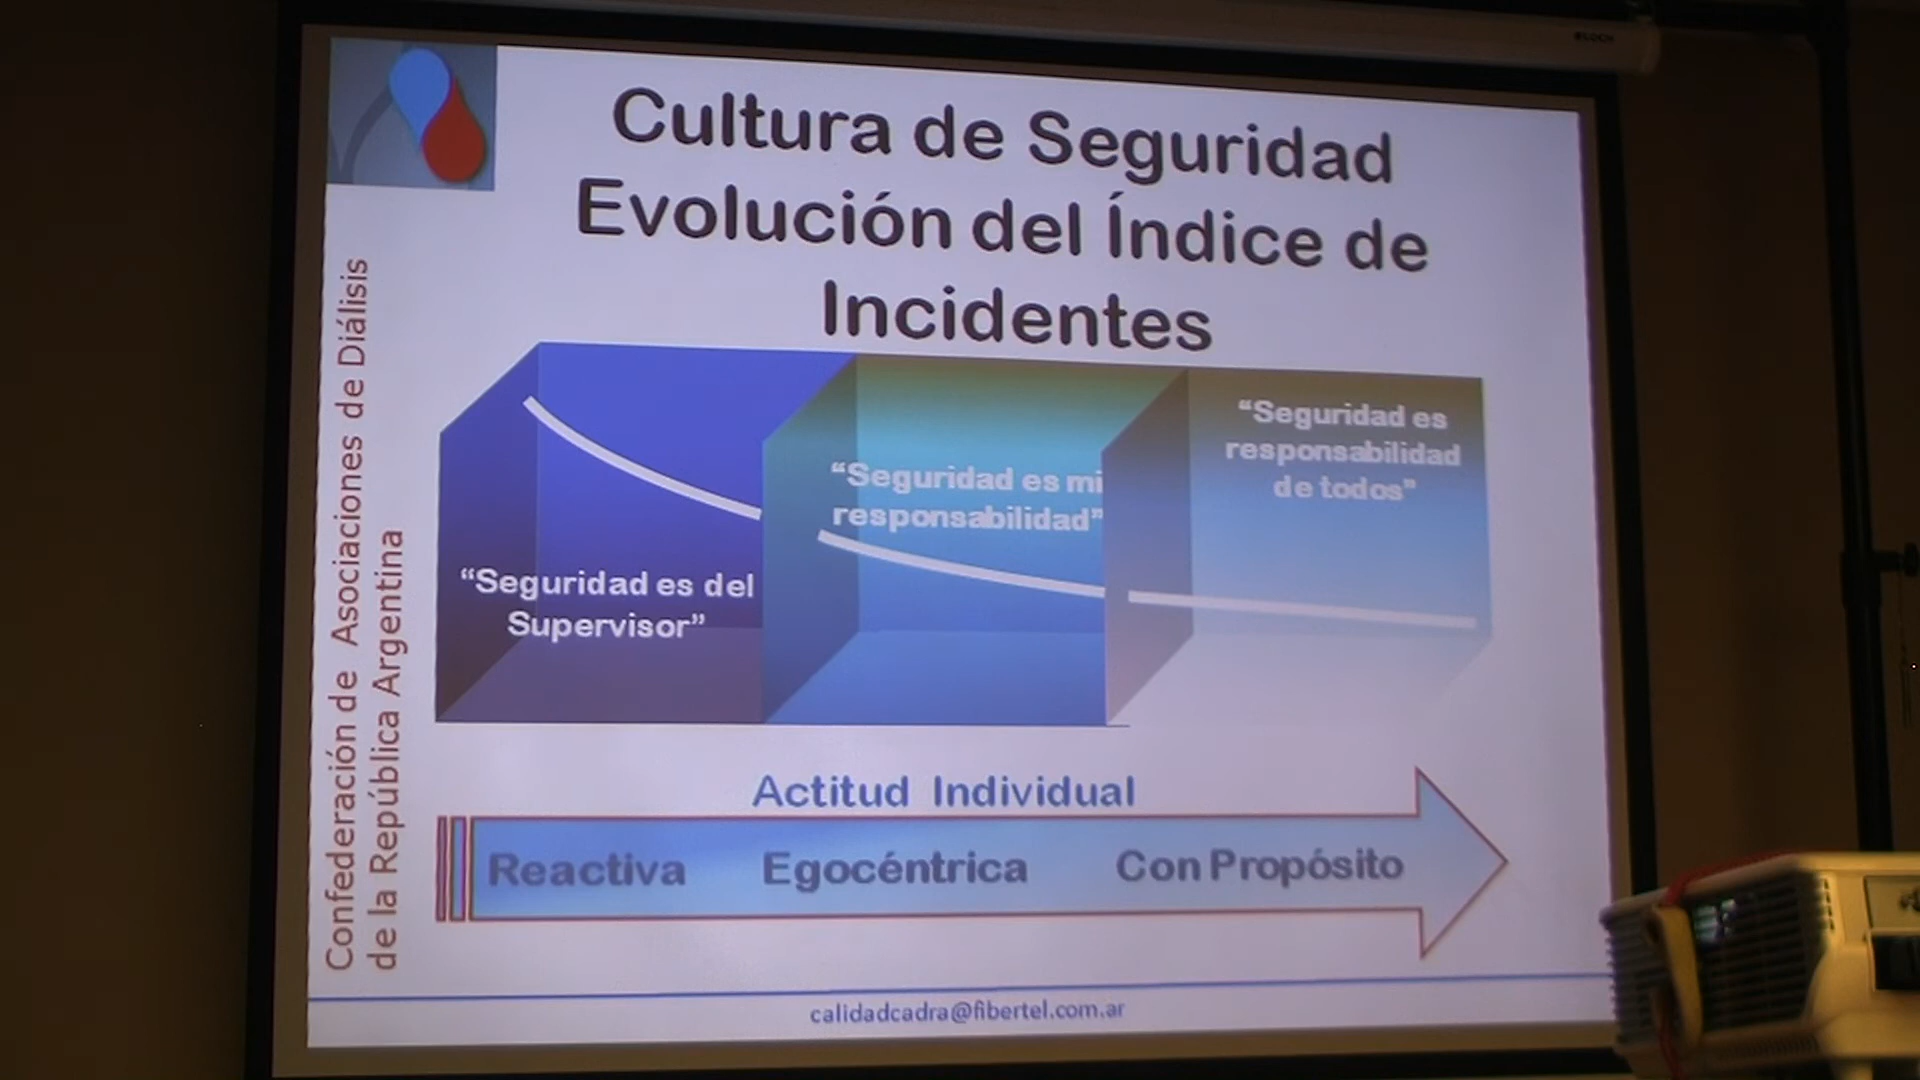 Cultura de Seguridad
Evolución del Índice de
Incidentes
Confederación de Asociaciones de Diálisis
de la República Argentina
“Seguridad es del
Supervisor”
“Seguridad es mi
responsabilidad”
“Seguridad es
responsabilidad
de todos”
Actitud Individual
Reactiva Egocéntrica Con Propósito
calidadcadra@fibertel.com.ar